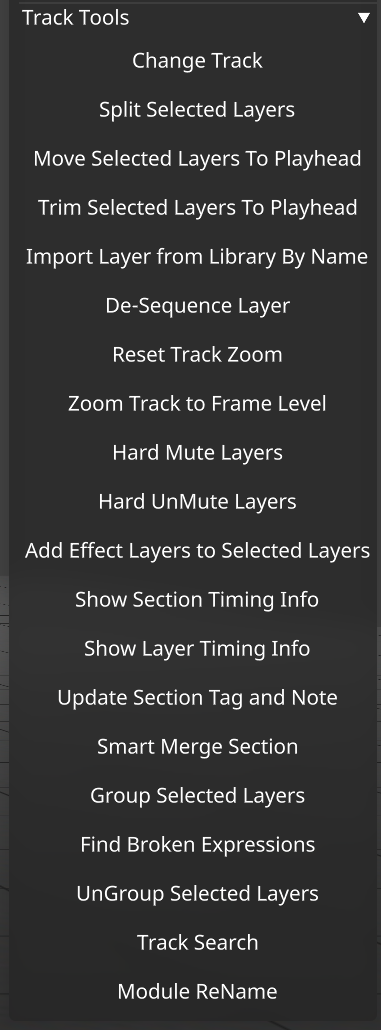 Track Tools
Change Track
Split Selected Layers
Move Selected Layers To Playhead
Trim Selected Layers To Playhead
Import Layer from Library By Name
De-Sequence Layer
Reset Track Zoom
Zoom Track to Frame Level
Hard Mute Layers
Hard UnMute Layers
Add Effect Layers to Selected Layers
Show Section Timing Info
Show Layer Timing Info
Update Section Tag and Note
Smart Merge Section
Group Selected Layers
Find Broken Expressions
UnGroup Selected Layers
Track Search
Module ReName